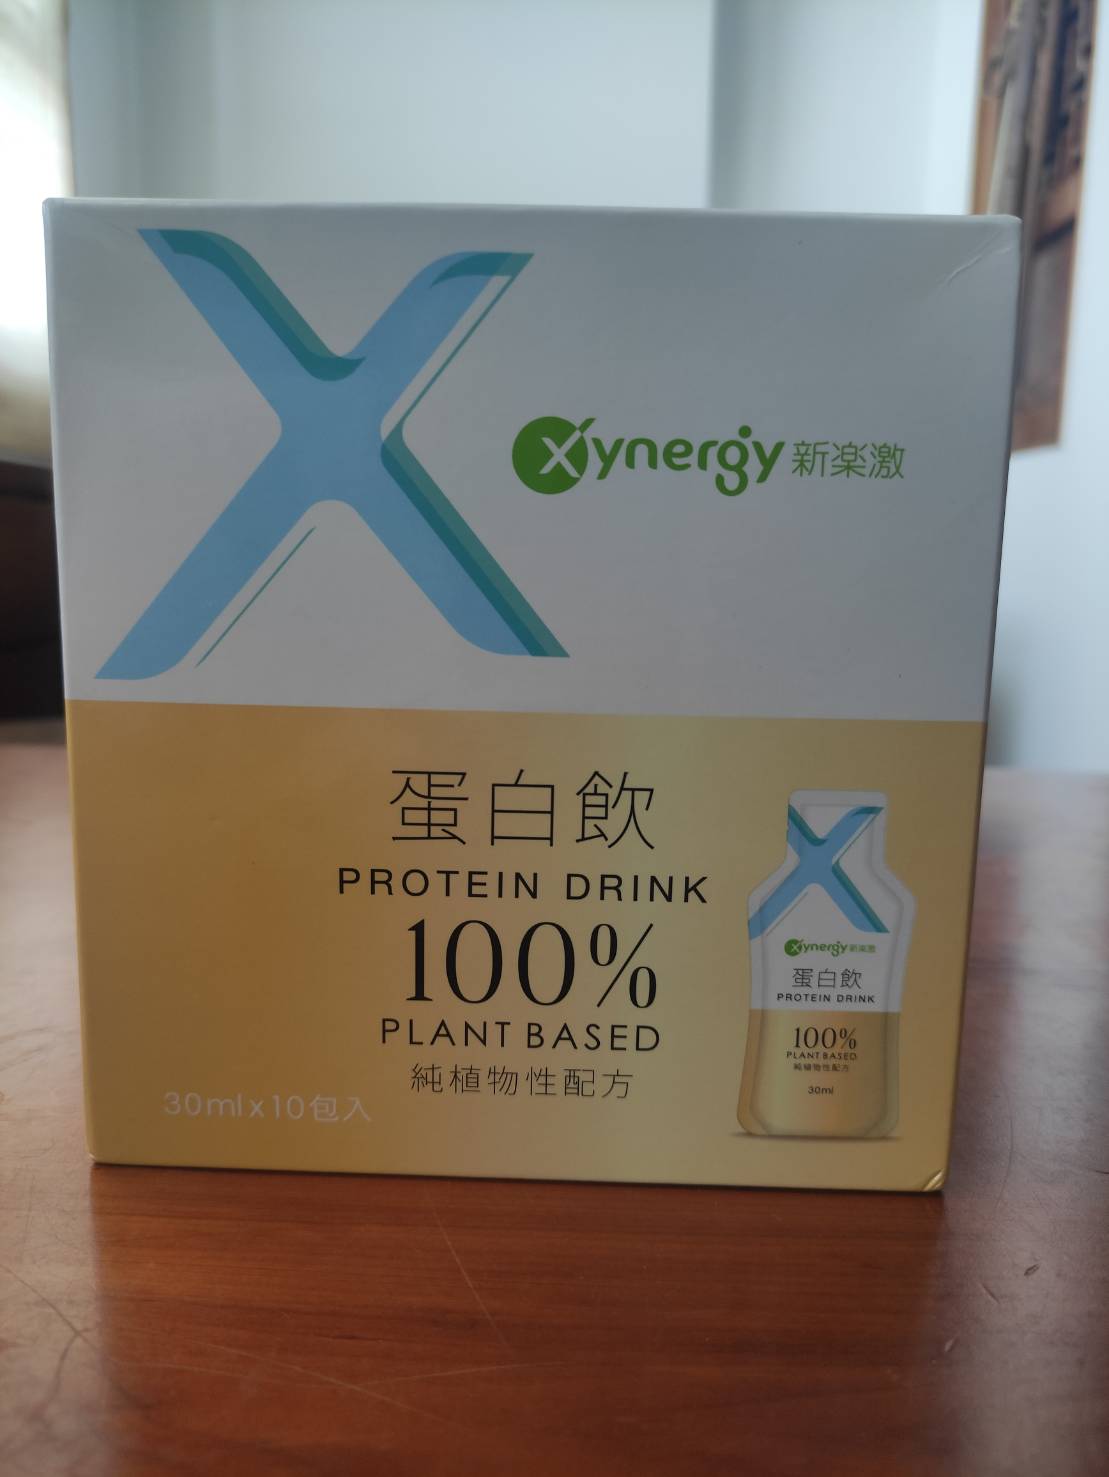 Xynergy 新楽激
蛋白飲
PROTEIN DRINK
100%
PLANT BASED
純植物性配方
30ml x 10包入
Xynergy 新楽激
蛋白飲
PROTEIN DRINK
100%
PLANT BASED
純植物性配方
30ml